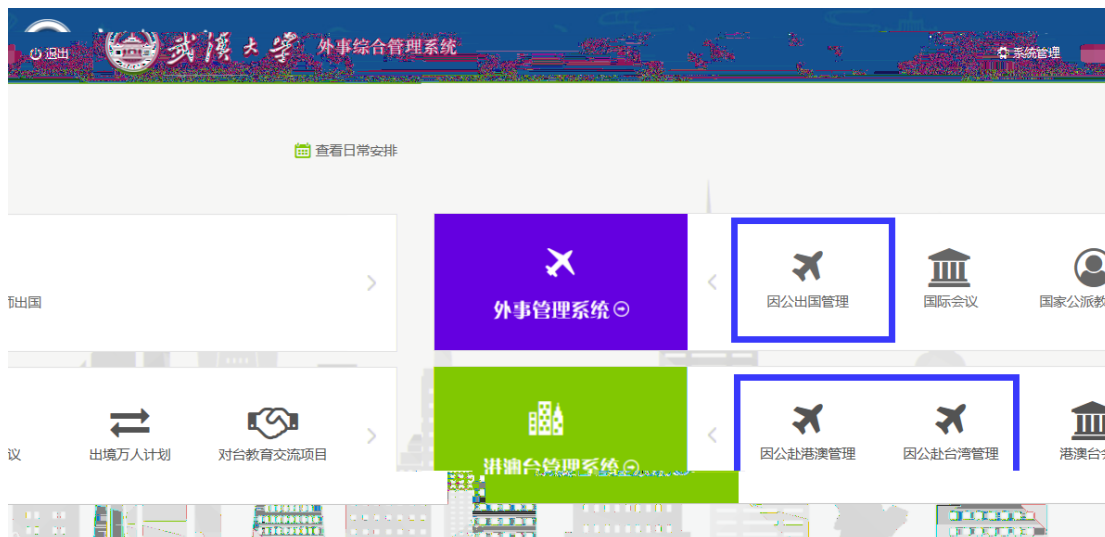 退出
武漢大学 外事综合管理系统
系统管理
查看日常安排
外事管理系统
因公出国管理
国际会议
国家公派教
师出国
港澳台管理系统
因公赴港澳管理
因公赴台湾管理
港澳台会
议
出境万人计划
对台教育交流项目